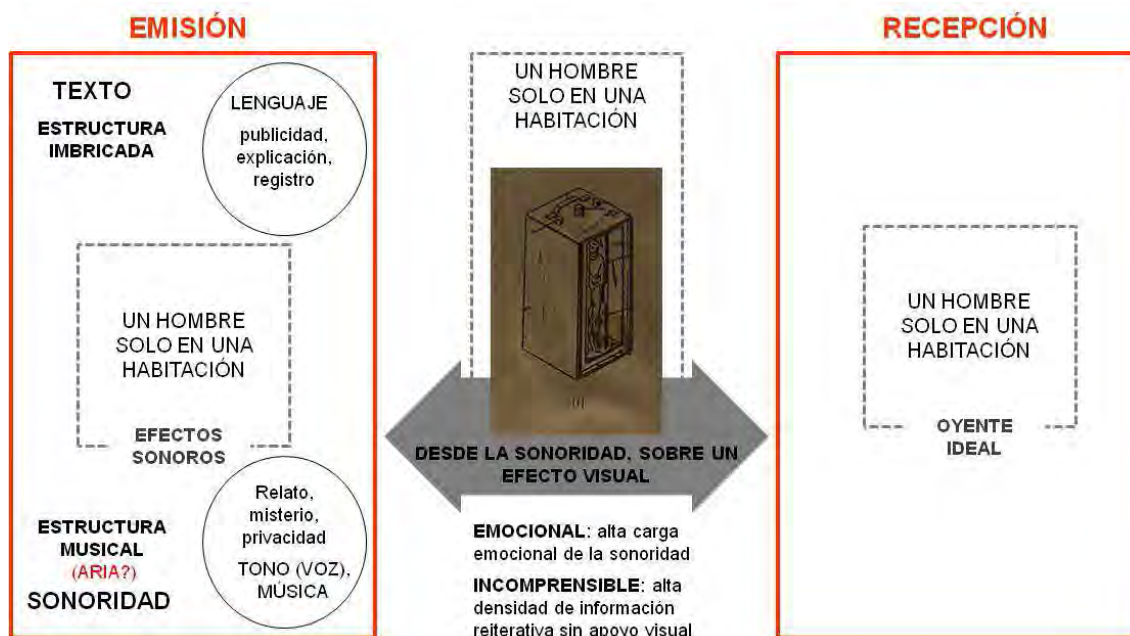 EMISIÓN
TEXTO
ESTRUCTURA
IMBRICADA
LENGUAJE
publicidad,
explicación,
registro
UN HOMBRE
SOLO EN UNA
HABITACIÓN
EFECTOS
SONOROS
ESTRUCTURA
MUSICAL
(ARIA?)
SONORIDAD
Relato,
misterio,
privacidad
TONO (VOZ),
MÚSICA
UN HOMBRE
SOLO EN UNA
HABITACIÓN
DESDE LA SONORIDAD, SOBRE UN
EFECTO VISUAL
EMOCIONAL: alta carga
emocional de la sonoridad
INCOMPRENSIBLE: alta
densidad de información
reiterativa sin apoyo visual
RECEPCIÓN
UN HOMBRE
SOLO EN UNA
HABITACIÓN
OYENTE
IDEAL